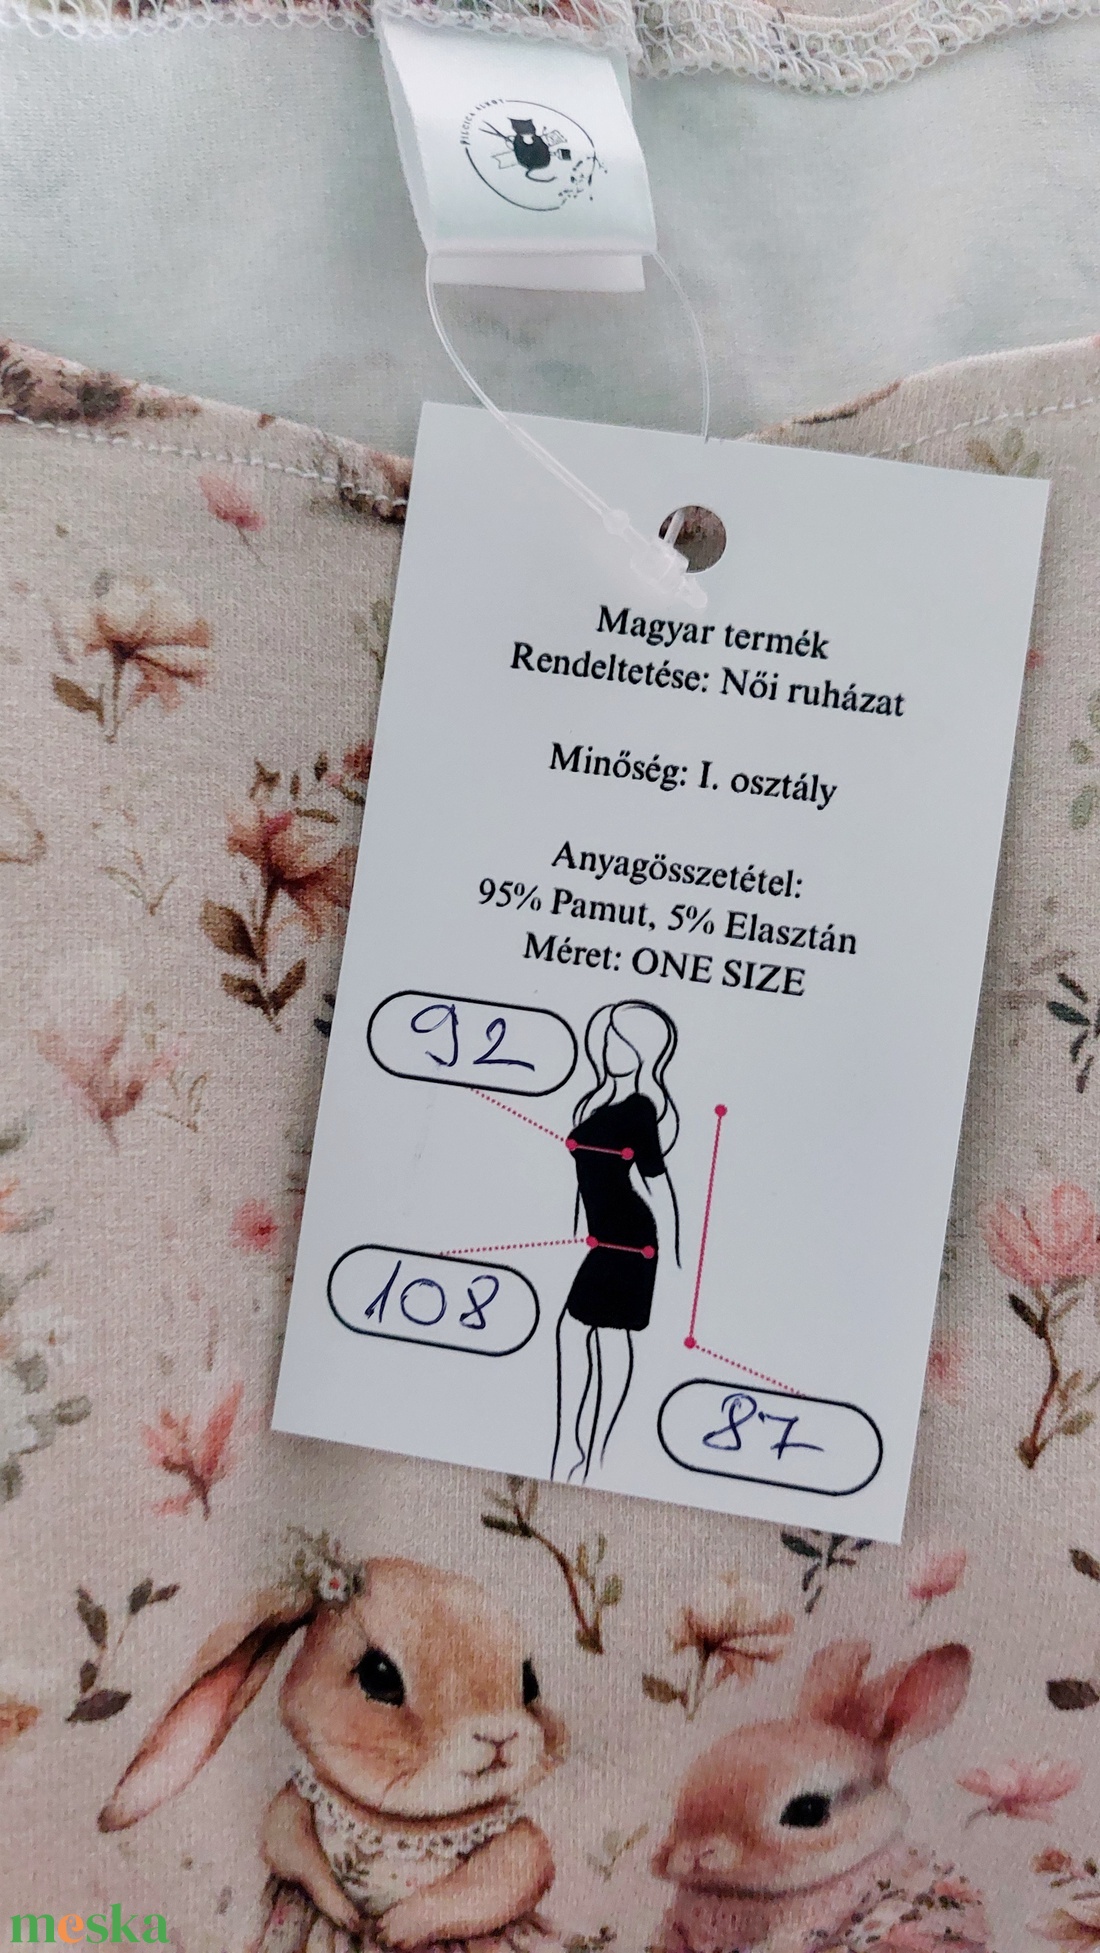 Magyar termék
Rendeltetése: Női ruházat
Minőség: I. osztály
Anyagösszetétel:
95% Pamut, 5% Elasztán
Méret: ONE SIZE
92
108
87
meska